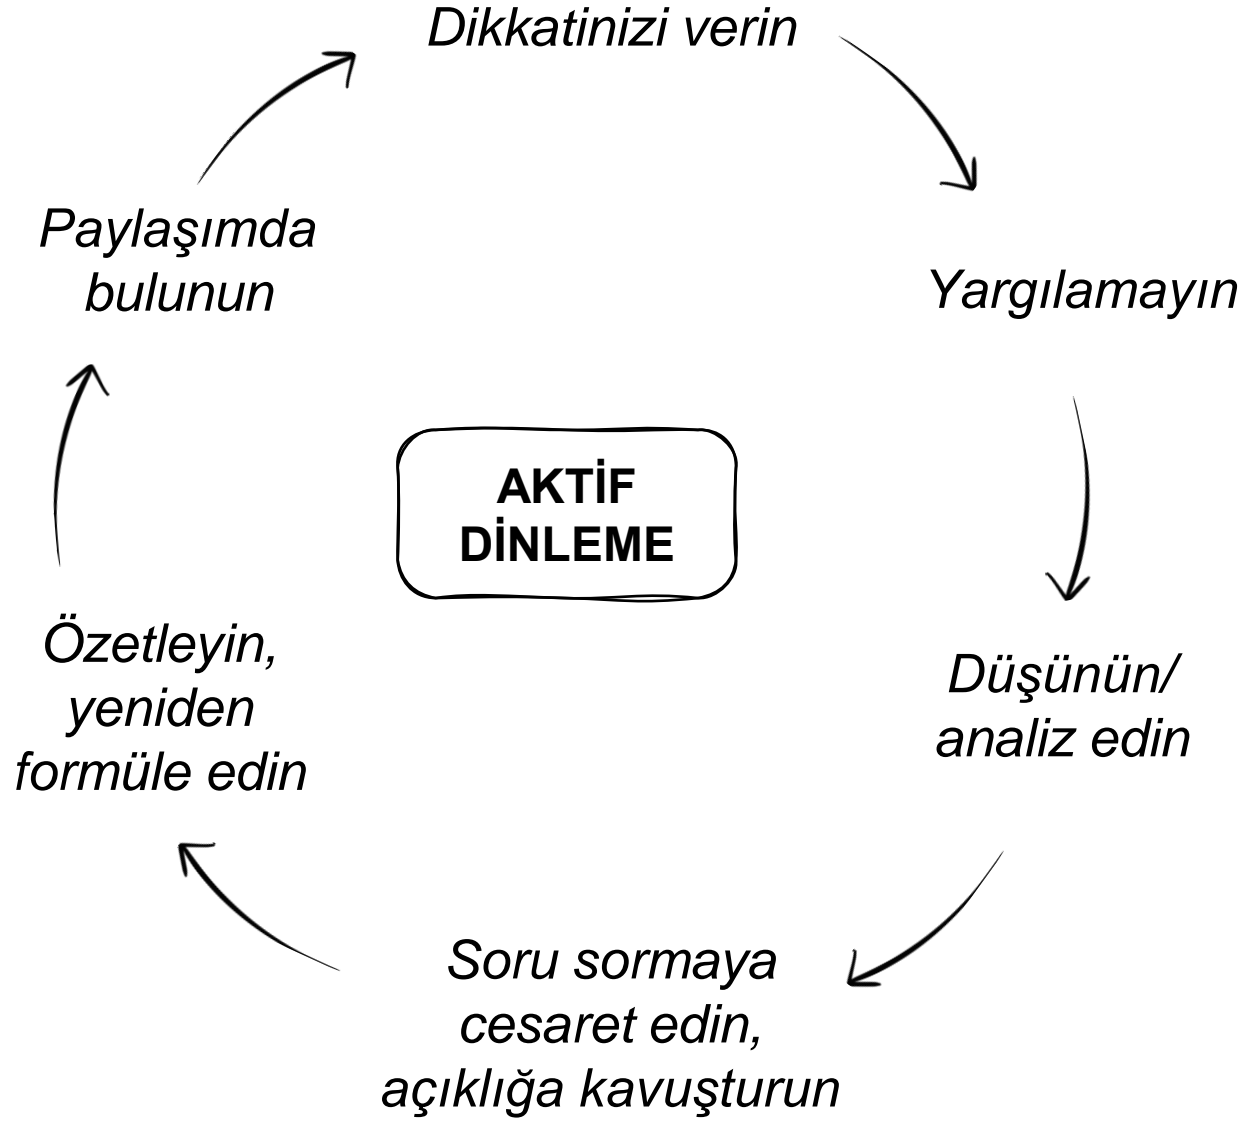 Dikkatinizi verin
Yargılamayın
Düşünün/
analiz edin
Soru sormaya
cesaret edin,
açıklığa kavuşturun
Özetleyin,
yeniden
formüle edin
Paylaşımda
bulunun
AKTİF
DİNLEME